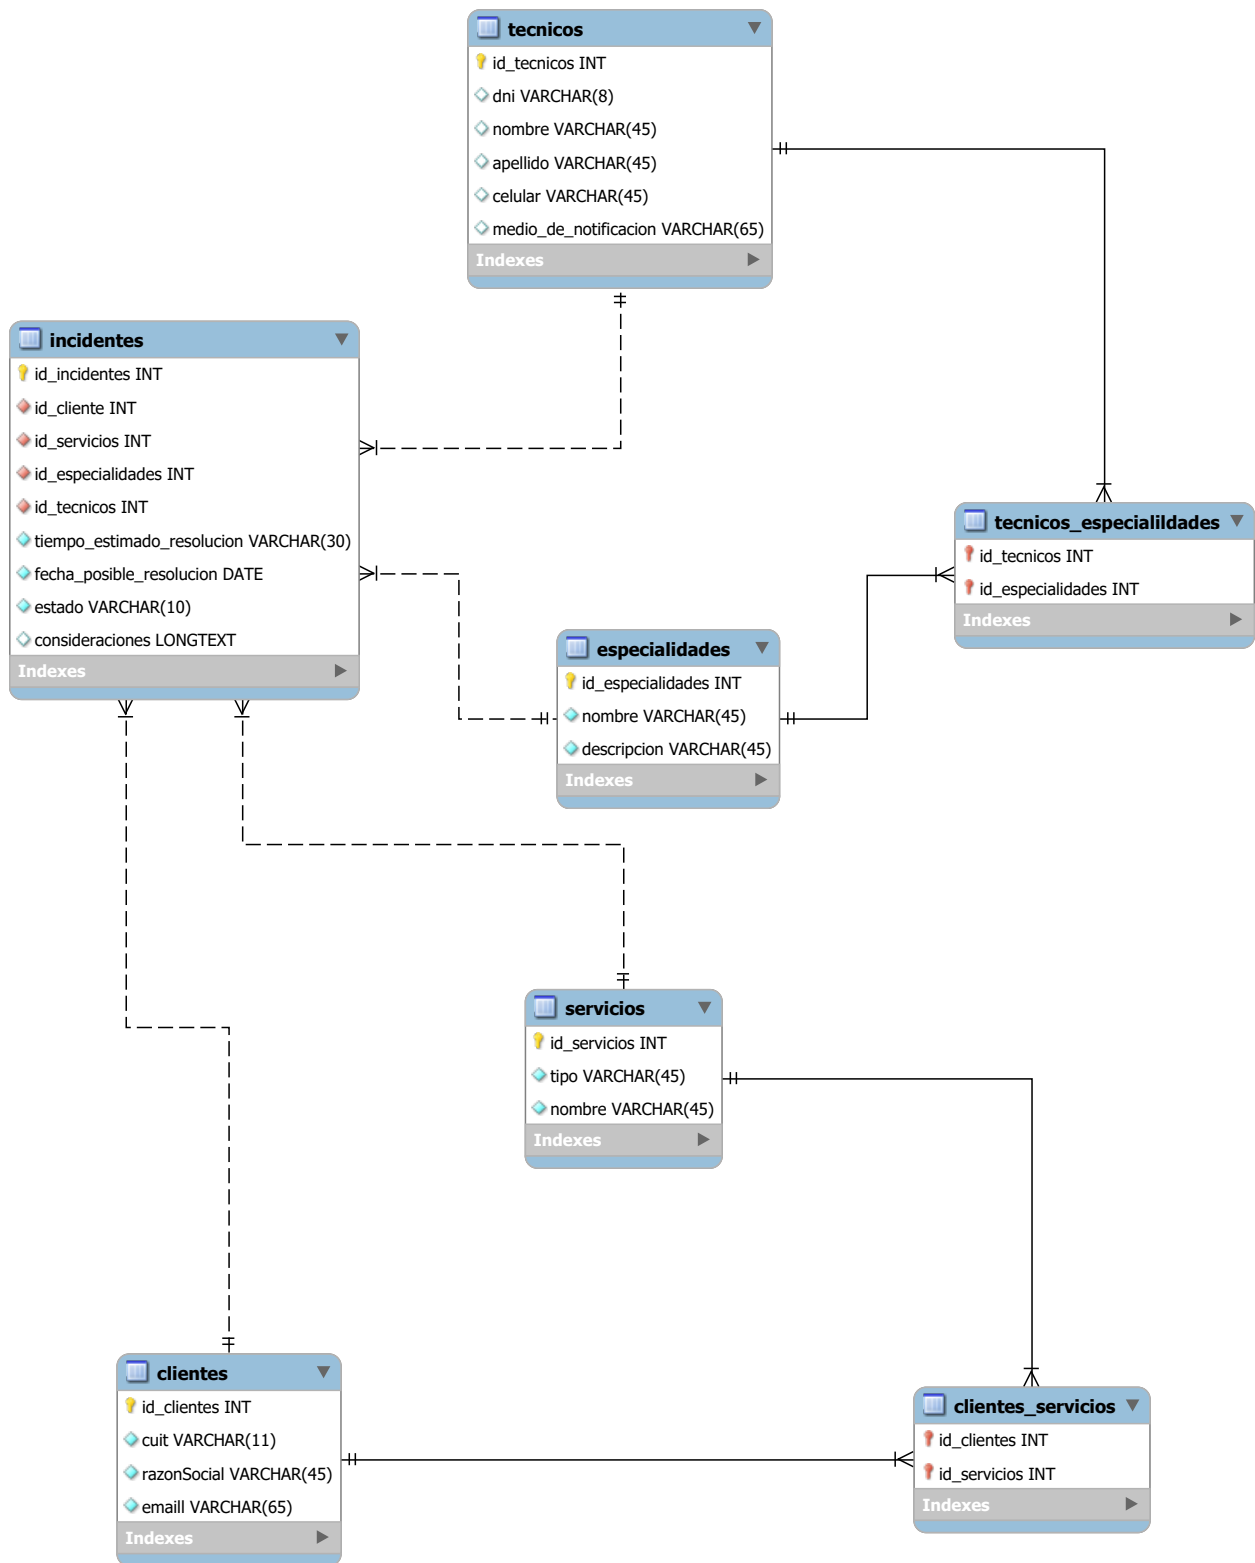 tecnicos
id_tecnicos INT
dni VARCHAR(8)
nombre VARCHAR(45)
apellido VARCHAR(45)
celular VARCHAR(45)
medio_de_notificacion VARCHAR(65)
Indexes
incidentes
id_incidentes INT
id_cliente INT
id_servicios INT
id_especialidades INT
id_tecnicos INT
tiempo_estimado_resolucion VARCHAR(30)
fecha_posible_resolucion DATE
estado VARCHAR(10)
consideraciones LONGTEXT
Indexes
tecnicos_especialildades
id_tecnicos INT
id_especialidades INT
Indexes
especialidades
id_especialidades INT
nombre VARCHAR(45)
descripcion VARCHAR(45)
Indexes
servicios
id_servicios INT
tipo VARCHAR(45)
nombre VARCHAR(45)
Indexes
clientes
id_clientes INT
cuit VARCHAR(11)
razonSocial VARCHAR(45)
emaill VARCHAR(65)
Indexes
clientes_servicios
id_clientes INT
id_servicios INT
Indexes